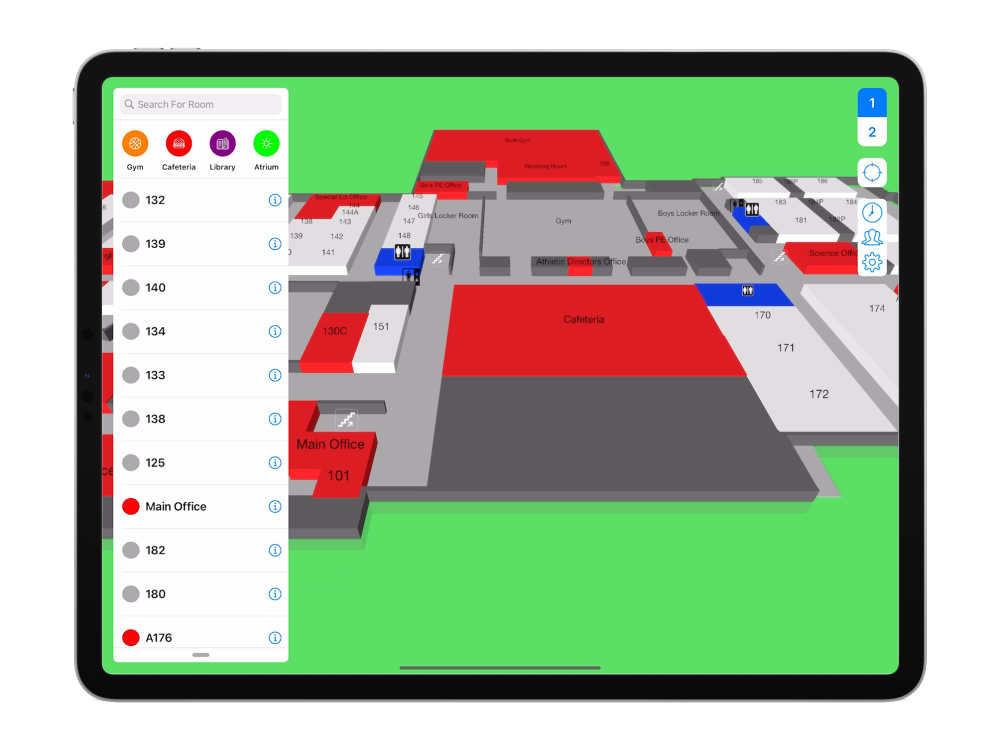 Search For Room
Gym
Cafeteria
Library
Atrium
132
139
140
134
133
138
125
Main Office
182
180
A176
1
2
North Gym
Wrestling Room
Girls PE Office
Special Ed Office
144A
146
138
143
147
139
142
148
141
Girls Locker Room
Gym
Boys Locker Room
Boys PE Office
Athletic Directors Office
185
186
183
184
181
Science Offic
130C
151
Cafeteria
170
171
172
174
Main Office
101